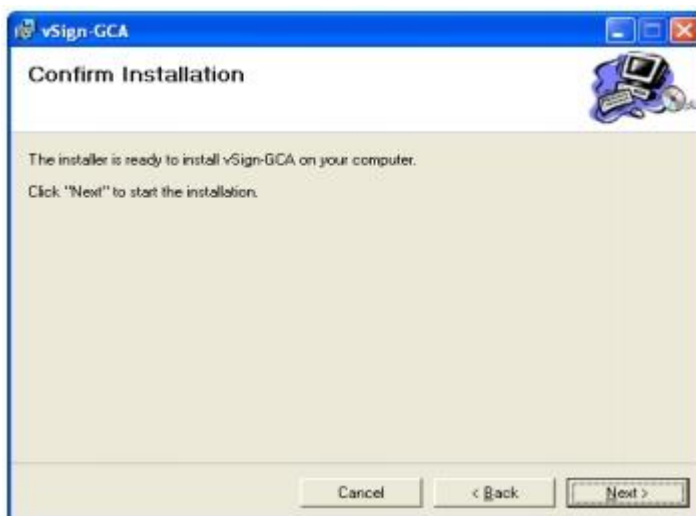 vSign-GCA
Confirm Installation
The installer is ready to install vSign-GCA on your computer.
Click "Next" to start the installation.
Cancel
< Back
Next >